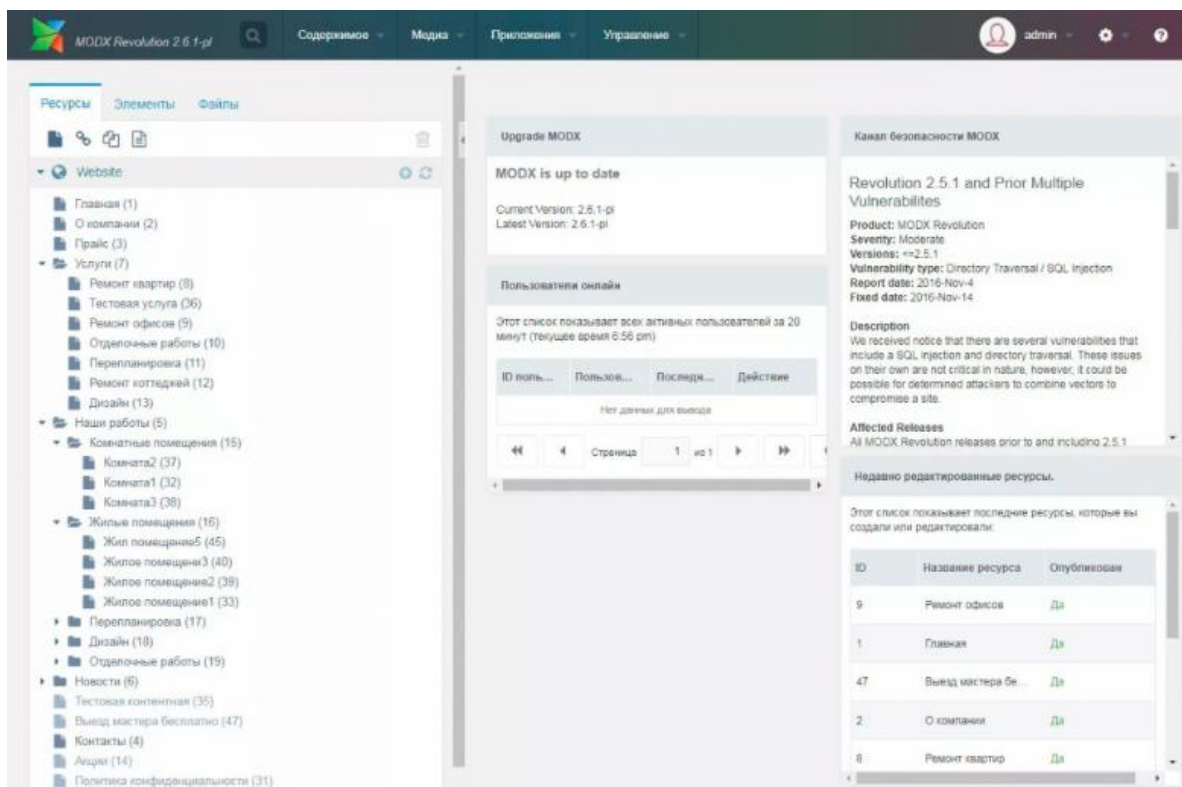 MODX Revolution 2.6.1-pl
Содержимое
Медиа
Приложения
Управление
admin
Ресурсы
Элементы
Файлы
Website
Главная (1)
О компании (2)
Прайс (3)
Услуги (7)
Ремонт квартир (8)
Тестовая услуга (36)
Ремонт офисов (9)
Отделочные работы (10)
Перепланировка (11)
Ремонт коттеджей (12)
Дизайн (13)
Наши работы (5)
Комнатные помещения (15)
Комната2 (37)
Комната1 (32)
Комната3 (38)
Жилые помещения (16)
Жил помещение5 (45)
Жилое помещени3 (40)
Жилое помещение2 (39)
Жилое помещение1 (33)
Перепланировка (17)
Дизайн (18)
Отделочные работы (19)
Новости (6)
Тестовая контентная (35)
Выезд мастера бесплатно (47)
Контакты (4)
Акции (14)
Политика конфиденциальности (31)
Upgrade MODX
MODX is up to date
Current Version: 2.6.1-pl
Latest Version: 2.6.1-pl
Пользователи онлайн
Этот список показывает всех активных пользователей за 20
минут (текущее время 6:56 pm)
ID поль... Пользов... Последн... Действие
Нет данных для вывода
Страница 1 из 1
Канал безопасности MODX
Revolution 2.5.1 and Prior Multiple
Vulnerabilites
Product: MODX Revolution
Severity: Moderate
Versions: <=2.5.1
Vulnerability type: Directory Traversal / SQL Injection
Report date: 2016-Nov-4
Fixed date: 2016-Nov-14
Description
We received notice that there are several vulnerabilities that
include a SQL injection and directory traversal. These issues
on their own are not critical in nature, however, it could be
possible for determined attackers to combine vectors to
compromise a site.
Affected Releases
All MODX Revolution releases prior to and including 2.5.1
Недавно редактированные ресурсы.
Этот список показывает последние ресурсы, которые вы
создали или редактировали:
ID Название ресурса Опубликован
9 Ремонт офисов Да
1 Главная Да
47 Выезд мастера бе... Да
2 О компании Да
8 Ремонт квартир Да